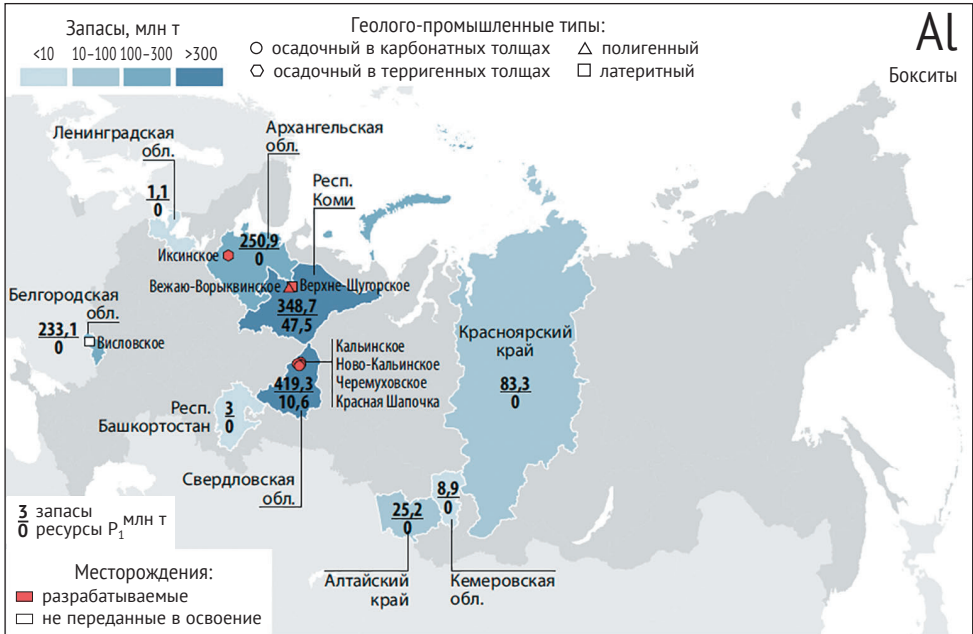 Запасы, млн т
<10 10–100 100–300 >300
Геолого-промышленные типы:
осадочный в карбонатных толщах
полигенный
осадочный в терригенных толщах
латеритный
Al
Бокситы
Ленинградская
обл.
1,1
0
Архангельская
обл.
250,9
0
Иксинское
Респ.
Коми
Вежаю-Ворыквинское
Верхне-Щугорское
348,7
47,5
Белгородская
обл.
233,1
0
Висловское
Кальинское
Ново-Кальинское
Черемуховское
Красная Шапочка
419,3
10,6
Красноярский
край
83,3
0
Респ.
Башкортостан
3
0
Свердловская
обл.
8,9
0
25,2
0
Алтайский
край
Кемеровская
обл.
3 запасы
0 ресурсы P1
млн т
Месторождения:
разрабатываемые
не переданные в освоение